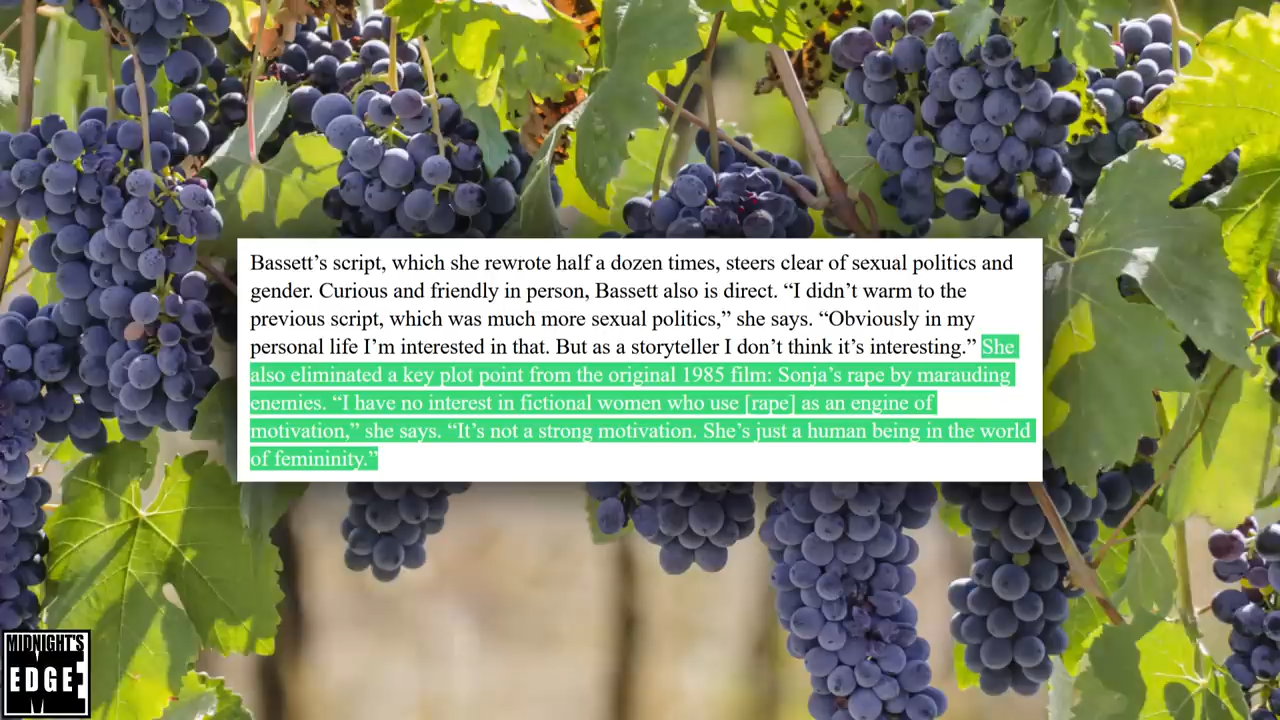 Bassett’s script, which she rewrote half a dozen times, steers clear of sexual politics and
gender. Curious and friendly in person, Bassett also is direct. “I didn’t warm to the
previous script, which was much more sexual politics,” she says. “Obviously in my
personal life I’m interested in that. But as a storyteller I don’t think it’s interesting.” She
also eliminated a key plot point from the original 1985 film: Sonja’s rape by marauding
enemies. “I have no interest in fictional women who use [rape] as an engine of
motivation,” she says. “It’s not a strong motivation. She’s just a human being in the world
of femininity.”
MIDNIGHT'S
EDGE
ME